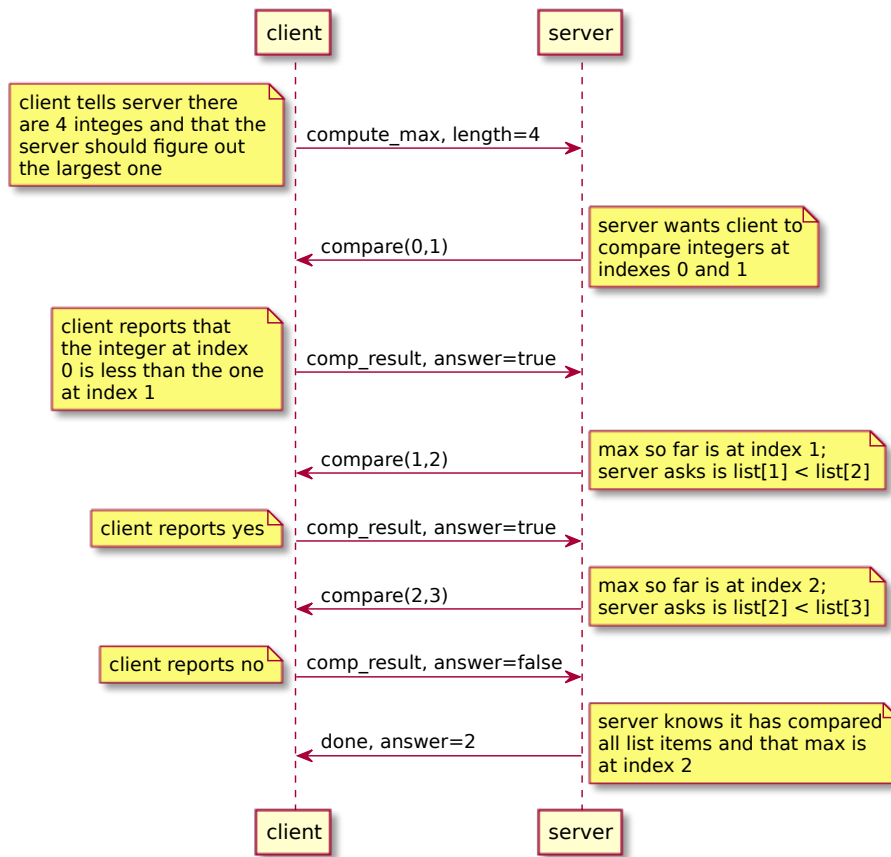 client
server
client tells server there
are 4 integes and that the
server should figure out
the largest one
compute_max, length=4
compare(0,1)
server wants client to
compare integers at
indexes 0 and 1
client reports that
the integer at index
0 is less than the one
at index 1
comp_result, answer=true
compare(1,2)
max so far is at index 1;
server asks is list[1] < list[2]
client reports yes
comp_result, answer=true
compare(2,3)
max so far is at index 2;
server asks is list[2] < list[3]
client reports no
comp_result, answer=false
done, answer=2
server knows it has compared
all list items and that max is
at index 2
client
server